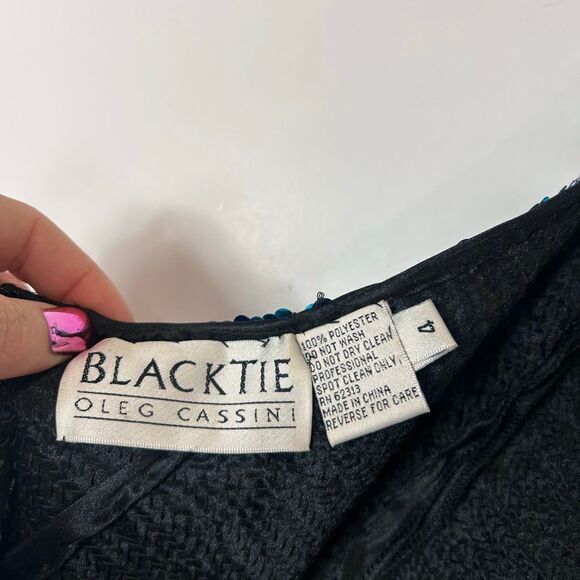 BLACKTIE
OLEG CASSINI
100% POLYESTER
DO NOT WASH
DO NOT DRY CLEAN
PROFESSIONAL
SPOT CLEAN ONLY
RN 62313
MADE IN CHINA
REVERSE FOR CARE
4